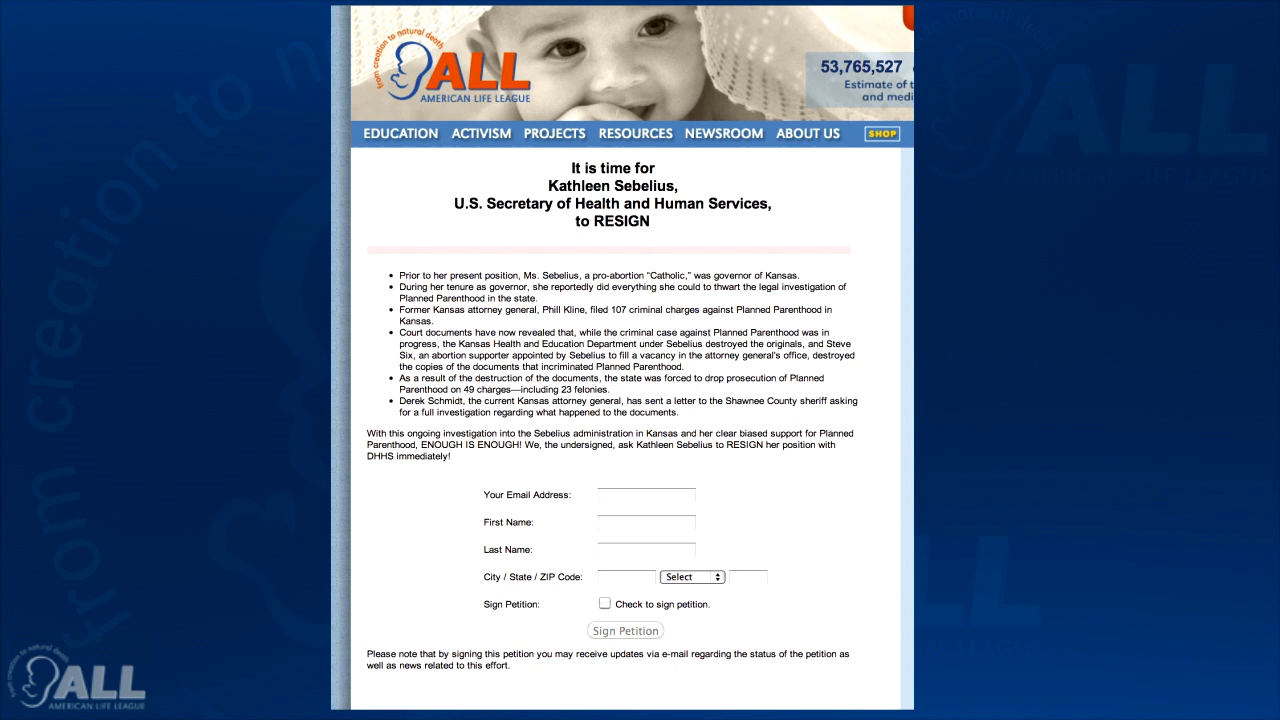 from creation to natural death
ALL
AMERICAN LIFE LEAGUE
53,765,527
Estimate of
and medi
EDUCATION ACTIVISM PROJECTS RESOURCES NEWSROOM ABOUT US SHOP
It is time for
Kathleen Sebelius,
U.S. Secretary of Health and Human Services,
to RESIGN
• Prior to her present position, Ms. Sebelius, a pro-abortion "Catholic," was governor of Kansas.
• During her tenure as governor, she reportedly did everything she could to thwart the legal investigation of
Planned Parenthood in the state.
• Former Kansas attorney general, Phill Kline, filed 107 criminal charges against Planned Parenthood in
Kansas.
• Court documents have now revealed that, while the criminal case against Planned Parenthood was in
progress, the Kansas Health and Education Department under Sebelius destroyed the originals, and Steve
Six, an abortion supporter appointed by Sebelius to fill a vacancy in the attorney general's office, destroyed
the copies of the documents that incriminated Planned Parenthood.
• As a result of the destruction of the documents, the state was forced to drop prosecution of Planned
Parenthood on 49 charges—including 23 felonies.
• Derek Schmidt, the current Kansas attorney general, has sent a letter to the Shawnee County sheriff asking
for a full investigation regarding what happened to the documents.
With this ongoing investigation into the Sebelius administration in Kansas and her clear biased support for Planned
Parenthood, ENOUGH IS ENOUGH! We, the undersigned, ask Kathleen Sebelius to RESIGN her position with
DHHS immediately!
Your Email Address:
First Name:
Last Name:
City / State / ZIP Code: Select
Sign Petition: Check to sign petition.
Sign Petition
Please note that by signing this petition you may receive updates via e-mail regarding the status of the petition as
well as news related to this effort.
from creation to natural death
ALL
AMERICAN LIFE LEAGUE